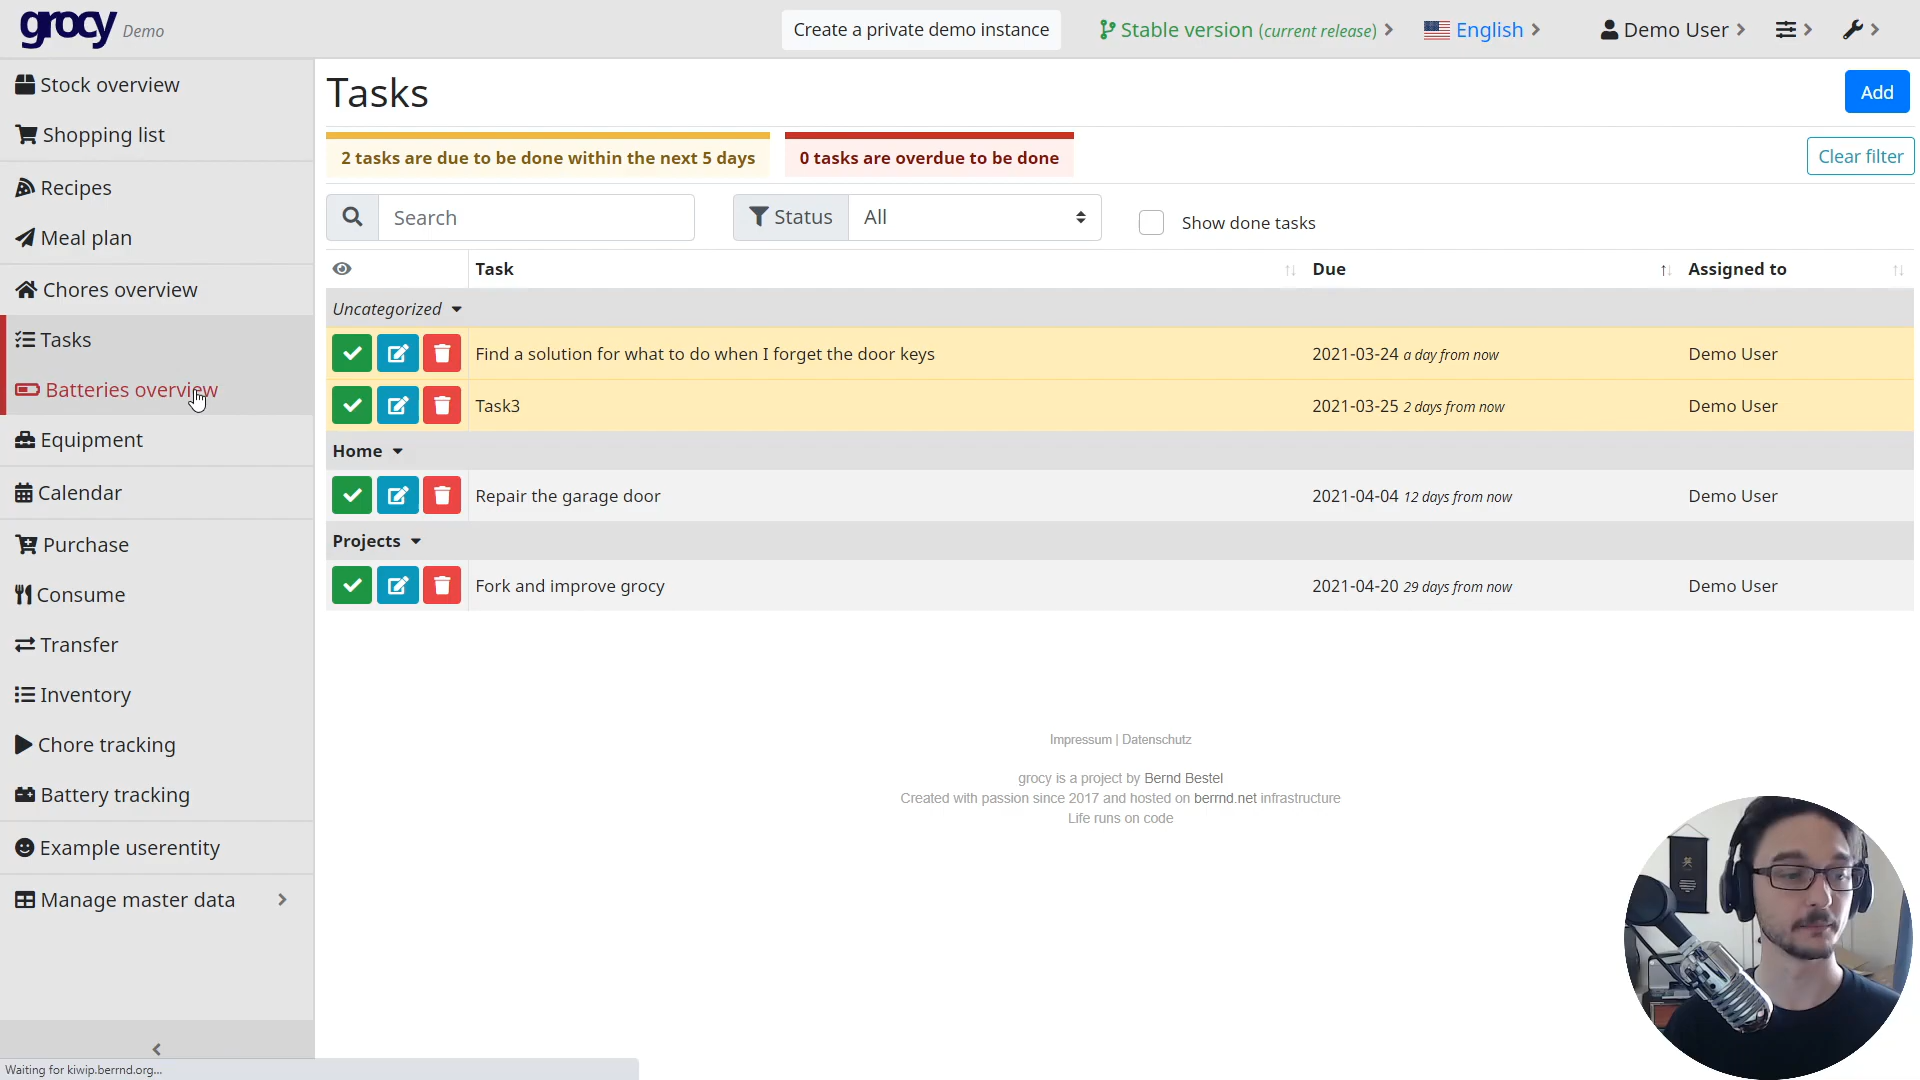 grocy Demo
Create a private demo instance
Stable version (current release)
English
Demo User
Stock overview
Shopping list
Recipes
Meal plan
Chores overview
Tasks
Batteries overview
Equipment
Calendar
Purchase
Consume
Transfer
Inventory
Chore tracking
Battery tracking
Example userentity
Manage master data
Waiting for kiwip.berrnd.org...
Tasks
Add
2 tasks are due to be done within the next 5 days
0 tasks are overdue to be done
Clear filter
Search
Status
All
Show done tasks
Task Due Assigned to
Uncategorized
Find a solution for what to do when I forget the door keys 2021-03-24 a day from now Demo User
Task3 2021-03-25 2 days from now Demo User
Home
Repair the garage door 2021-04-04 12 days from now Demo User
Projects
Fork and improve grocy 2021-04-20 29 days from now Demo User
Impressum | Datenschutz
grocy is a project by Bernd Bestel
Created with passion since 2017 and hosted on berrnd.net infrastructure
Life runs on code